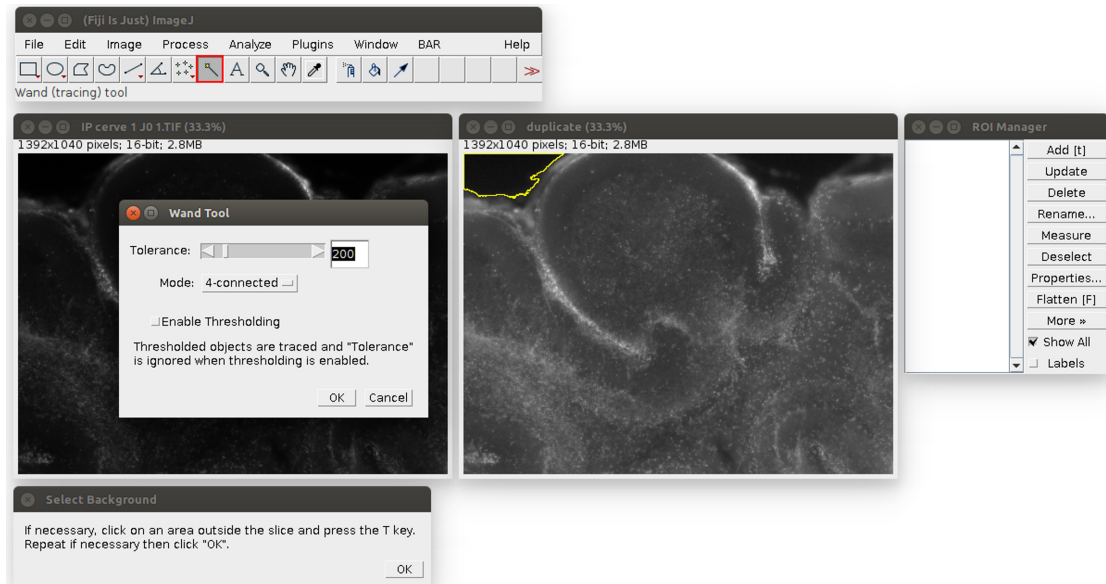 (Fiji Is Just) ImageJ
File Edit Image Process Analyze Plugins Window BAR Help
A
Wand (tracing) tool
IP cerve 1 J0 1.TIF (33.3%)
1392x1040 pixels; 16-bit; 2.8MB
duplicate (33.3%)
1392x1040 pixels; 16-bit; 2.8MB
ROI Manager
Add [t]
Update
Delete
Rename...
Measure
Deselect
Properties...
Flatten [F]
More »
Show All
Labels
Wand Tool
Tolerance: 200
Mode: 4-connected
Enable Thresholding
Thresholded objects are traced and "Tolerance"
is ignored when thresholding is enabled.
OK Cancel
Select Background
If necessary, click on an area outside the slice and press the T key.
Repeat if necessary then click "OK".
OK